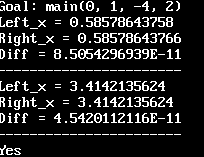 Goal: main(0, 1, -4, 2)
Left_x = 0.58578643758
Right_x = 0.58578643766
Diff = 8.5054296939E-11
--------------------
Left_x = 3.4142135624
Right_x = 3.4142135624
Diff = 4.5420112116E-11
--------------------
Yes